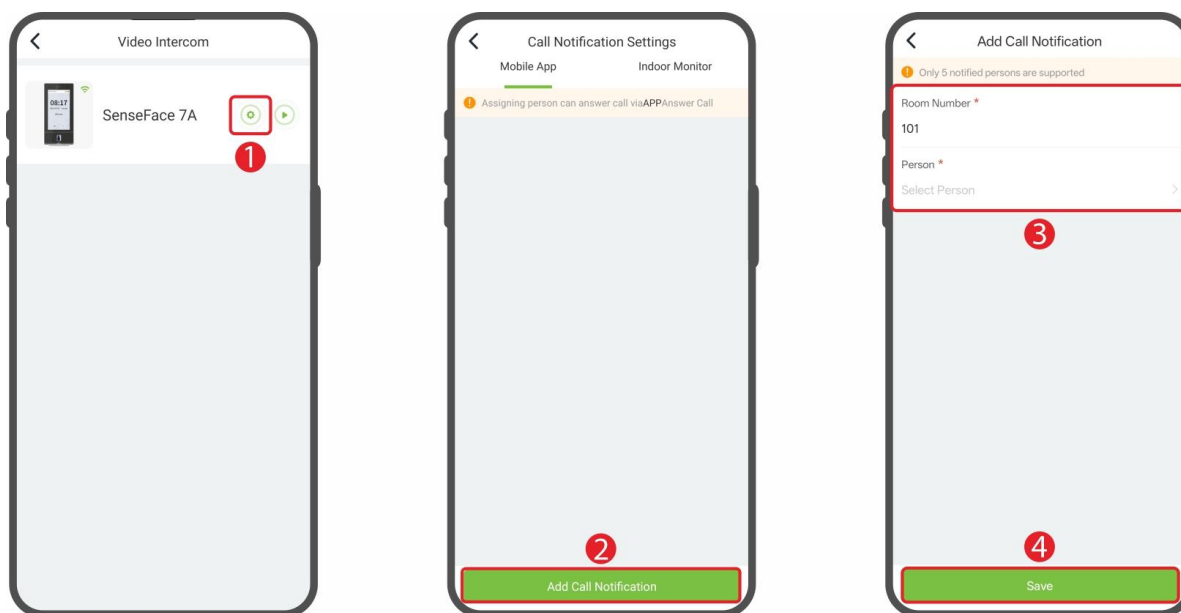 Video Intercom
08:17
SenseFace 7A
1
Call Notification Settings
Mobile App
Indoor Monitor
Assigning person can answer call viaAPPAnswer Call
2
Add Call Notification
Add Call Notification
Only 5 notified persons are supported
Room Number *
101
Person *
Select Person
3
4
Save